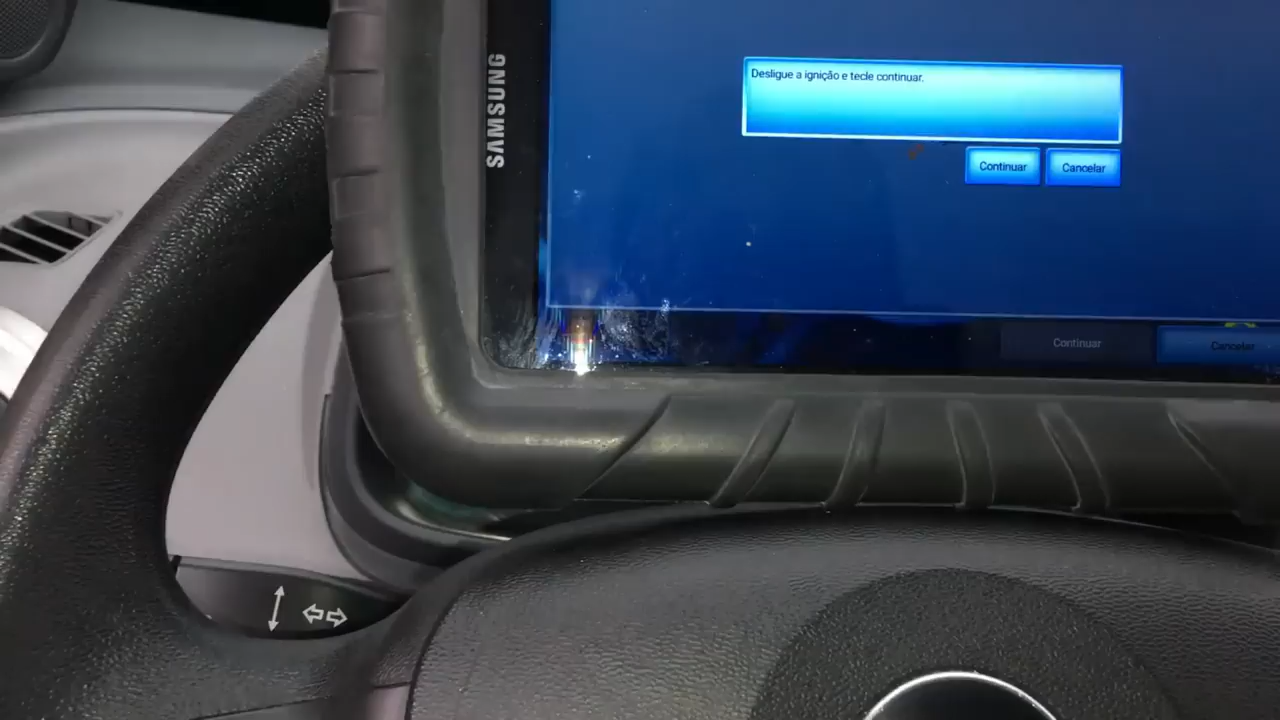 SAMSUNG
Desligue a ignição e tecle continuar.
Continuar
Cancelar
Continuar
Cancelar